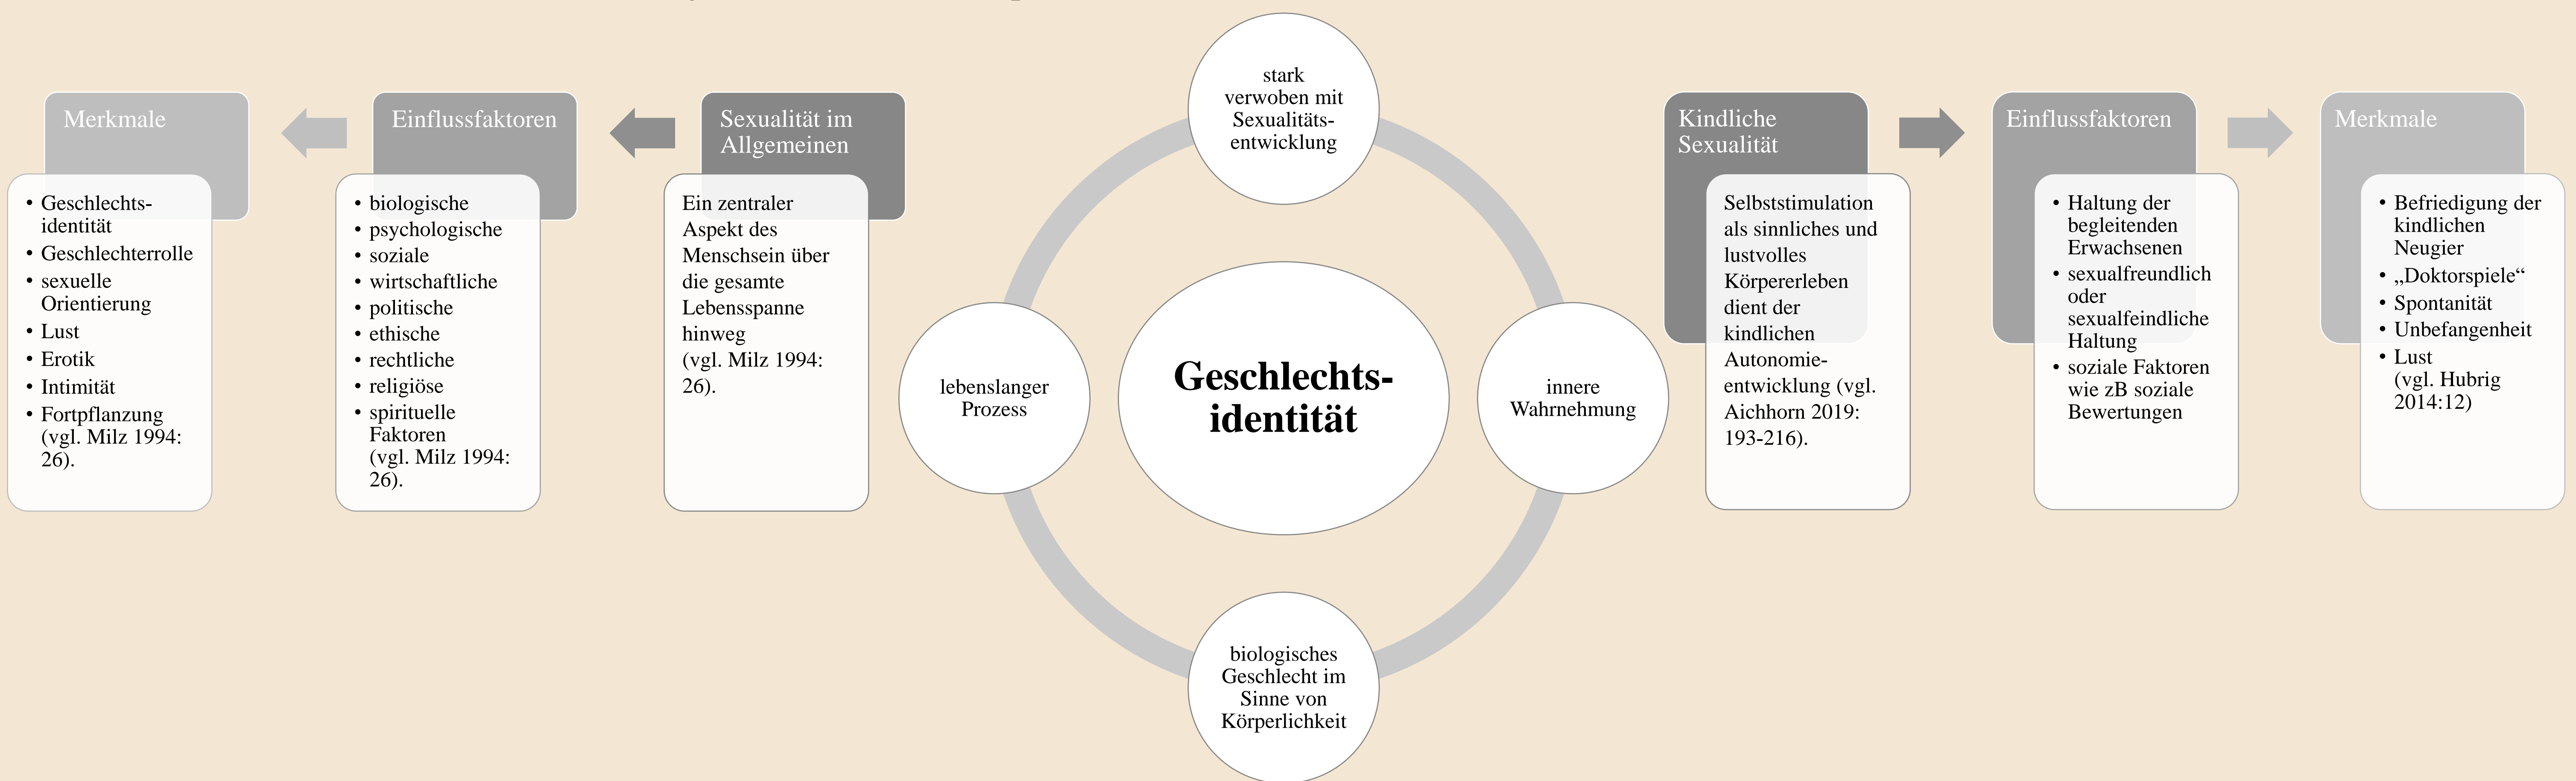 Merkmale
Geschlechts-
identität
Geschlechterrolle
sexuelle
Orientierung
Lust
Erotik
Intimität
Fortpflanzung
(vgl. Milz 1994:
26).
Einflussfaktoren
biologische
psychologische
soziale
wirtschaftliche
politische
ethische
rechtliche
religiöse
spirituelle
Faktoren
(vgl. Milz 1994:
26).
Sexualität im
Allgemeinen
Ein zentraler
Aspekt des
Menschsein über
die gesamte
Lebensspanne
hinweg
(vgl. Milz 1994:
26).
stark
verwoben mit
Sexualitäts-
entwicklung
lebenslanger
Prozess
Geschlechts-
identität
innere
Wahrnehmung
biologisches
Geschlecht im
Sinne von
Körperlichkeit
Kindliche
Sexualität
Selbststimulation
als sinnliches und
lustvolles
Körpererleben
dient der
kindlichen
Autonomie-
entwicklung (vgl.
Aichhorn 2019:
193-216).
Einflussfaktoren
Haltung der
begleitenden
Erwachsenen
sexualfreundlich
oder
sexualfeindliche
Haltung
soziale Faktoren
wie zB soziale
Bewertungen
Merkmale
Befriedigung der
kindlichen
Neugier
„Doktorspiele“
Spontanität
Unbefangenheit
Lust
(vgl. Hubrig
2014:12)